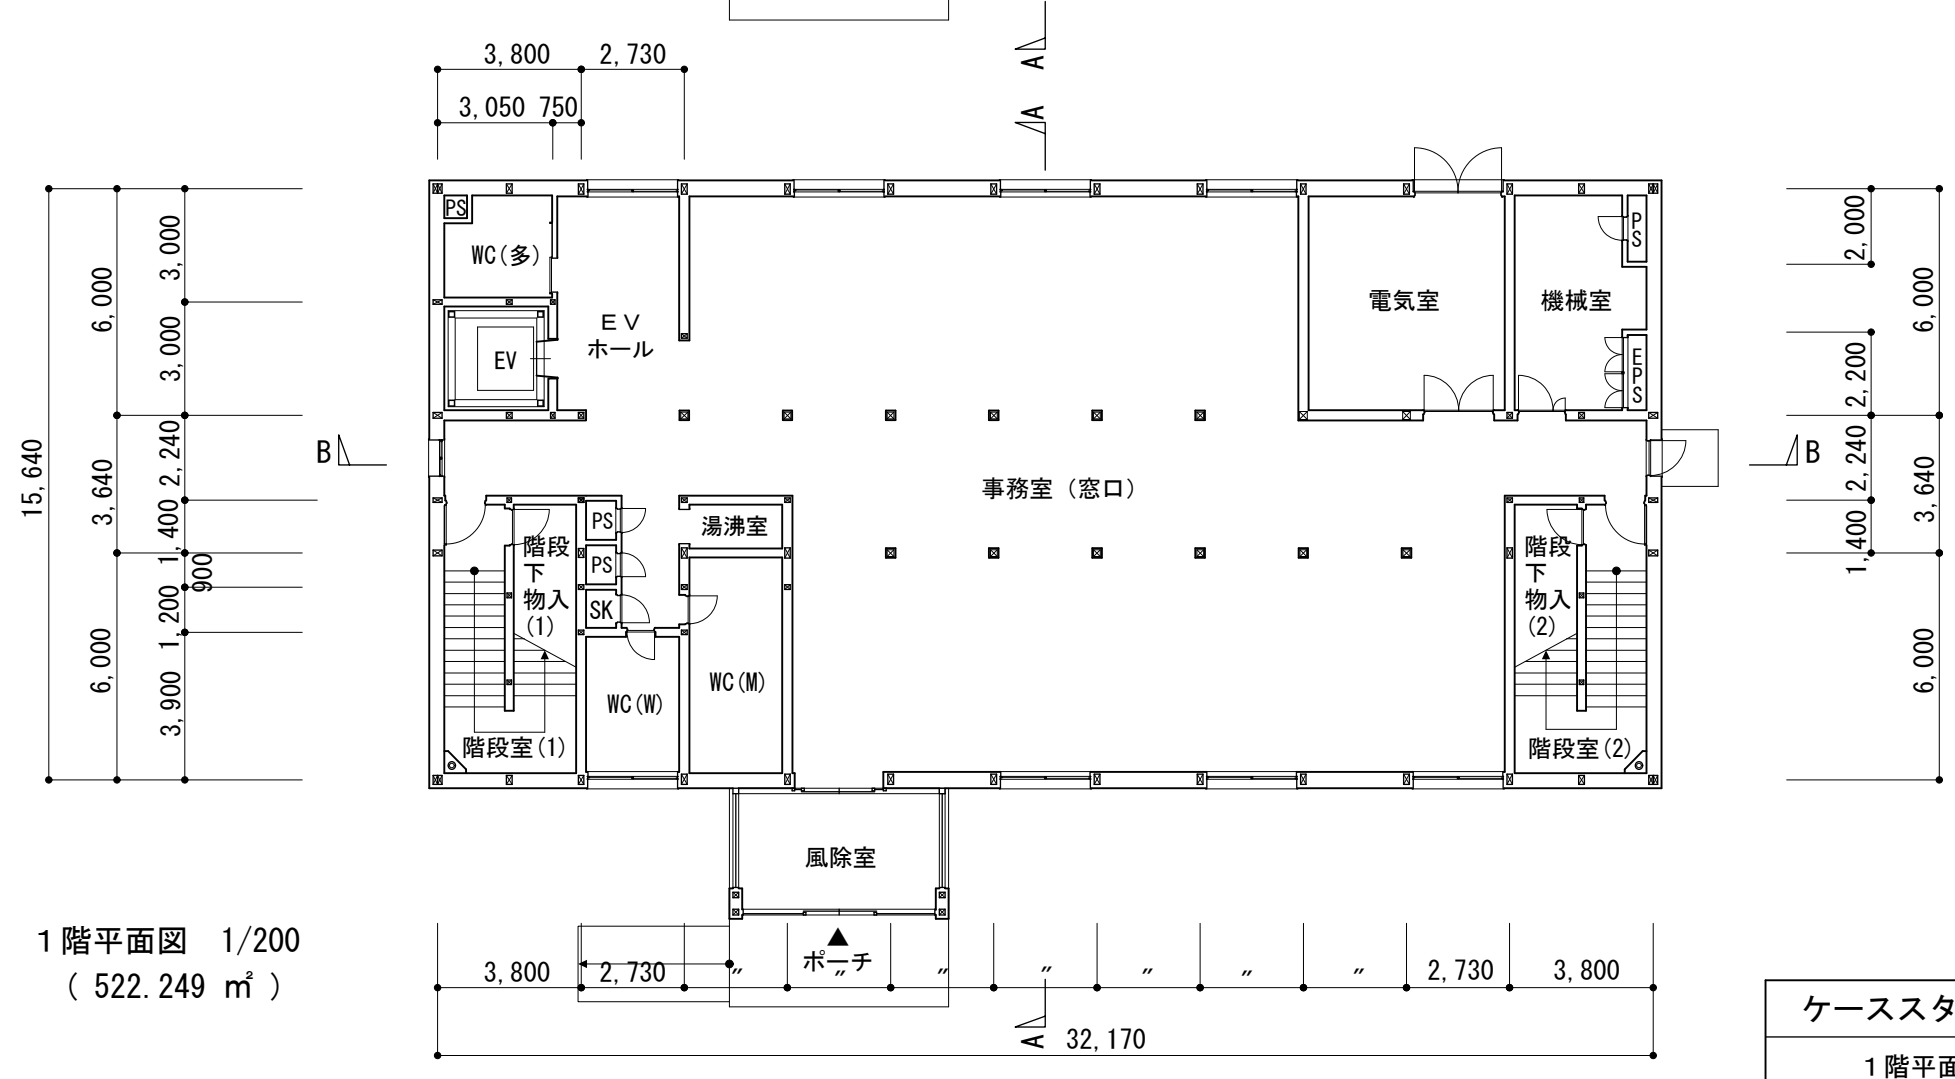 3,800 2,730
3,050 750
A
A
PS
WC(多)
EV
EV
ホール
電気室
機械室
PS
EPS
15,640
6,000
3,640
6,000
3,000
3,000
2,240
1,400
900
1,200
3,900
B
B
事務室(窓口)
2,000
2,200
2,240
1,400
6,000
3,640
6,000
PS
PS
SK
湯沸室
階段
下
物入
(1)
階段
下
物入
(2)
WC(W)
WC(M)
階段室(1)
階段室(2)
風除室
ポーチ
1階平面図 1/200
( 522.249 ㎡ )
3,800 2,730 〃 〃 〃 〃 〃 〃 〃 2,730 3,800
A
32,170
ケーススタ
1階平面